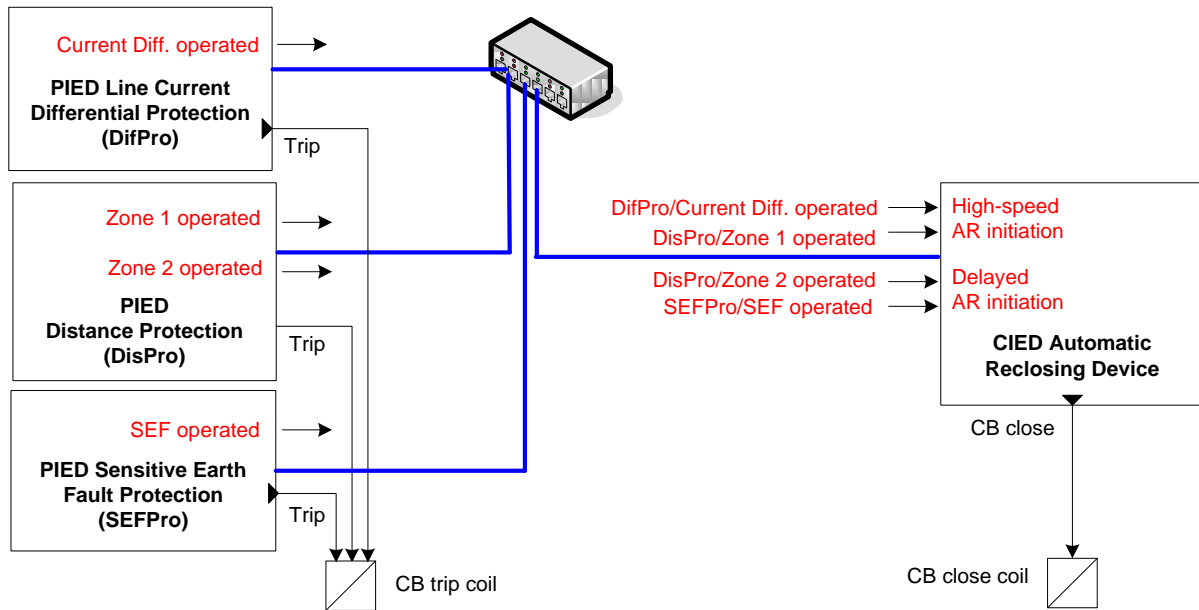 Current Diff. operated
PIED Line Current
Differential Protection
(DifPro)
Trip
Zone 1 operated
Zone 2 operated
PIED
Distance Protection
(DisPro)
Trip
SEF operated
PIED Sensitive Earth
Fault Protection
(SEFPro)
Trip
CB trip coil
DifPro/Current Diff. operated
DisPro/Zone 1 operated
DisPro/Zone 2 operated
SEFPro/SEF operated
High-speed
AR initiation
Delayed
AR initiation
CIED Automatic
Reclosing Device
CB close
CB close coil